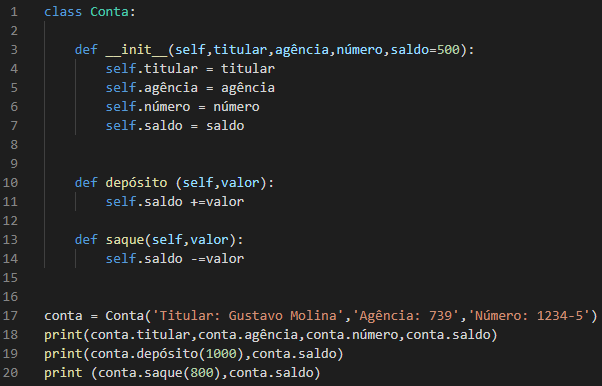 1 class Conta:
2
3 def __init__(self,titular,agência,número,saldo=500):
4 self.titular = titular
5 self.agência = agência
6 self.número = número
7 self.saldo = saldo
8
9
10 def depósito (self,valor):
11 self.saldo +=valor
12
13 def saque(self,valor):
14 self.saldo -=valor
15
16
17 conta = Conta('Titular: Gustavo Molina','Agência: 739','Número: 1234-5')
18 print(conta.titular,conta.agência,conta.número,conta.saldo)
19 print(conta.depósito(1000),conta.saldo)
20 print (conta.saque(800),conta.saldo)